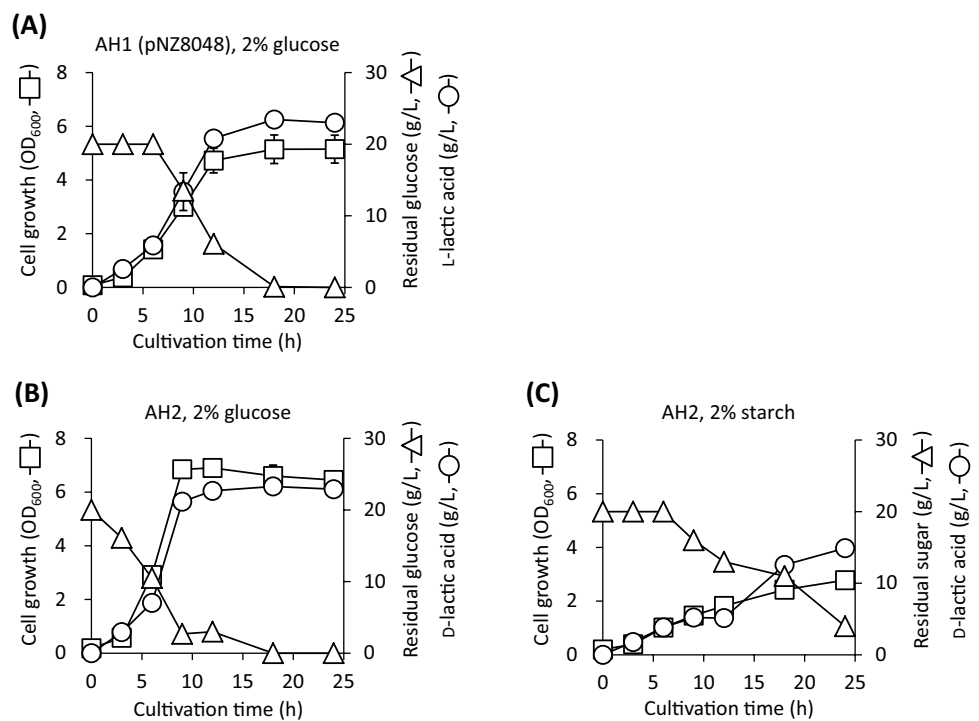 (A)
AH1 (pNZ8048), 2% glucose
Cell growth (OD600, –□–)
8
6
4
2
0
30
20
10
0
Residual glucose (g/L, –△–)
L-lactic acid (g/L, –○–)
0 5 10 15 20 25
Cultivation time (h)
(B)
AH2, 2% glucose
Cell growth (OD600, –□–)
8
6
4
2
0
30
20
10
0
Residual glucose (g/L, –△–)
D-lactic acid (g/L, –○–)
0 5 10 15 20 25
Cultivation time (h)
(C)
AH2, 2% starch
Cell growth (OD600, –□–)
8
6
4
2
0
30
20
10
0
Residual sugar (g/L, –△–)
D-lactic acid (g/L, –○–)
0 5 10 15 20 25
Cultivation time (h)